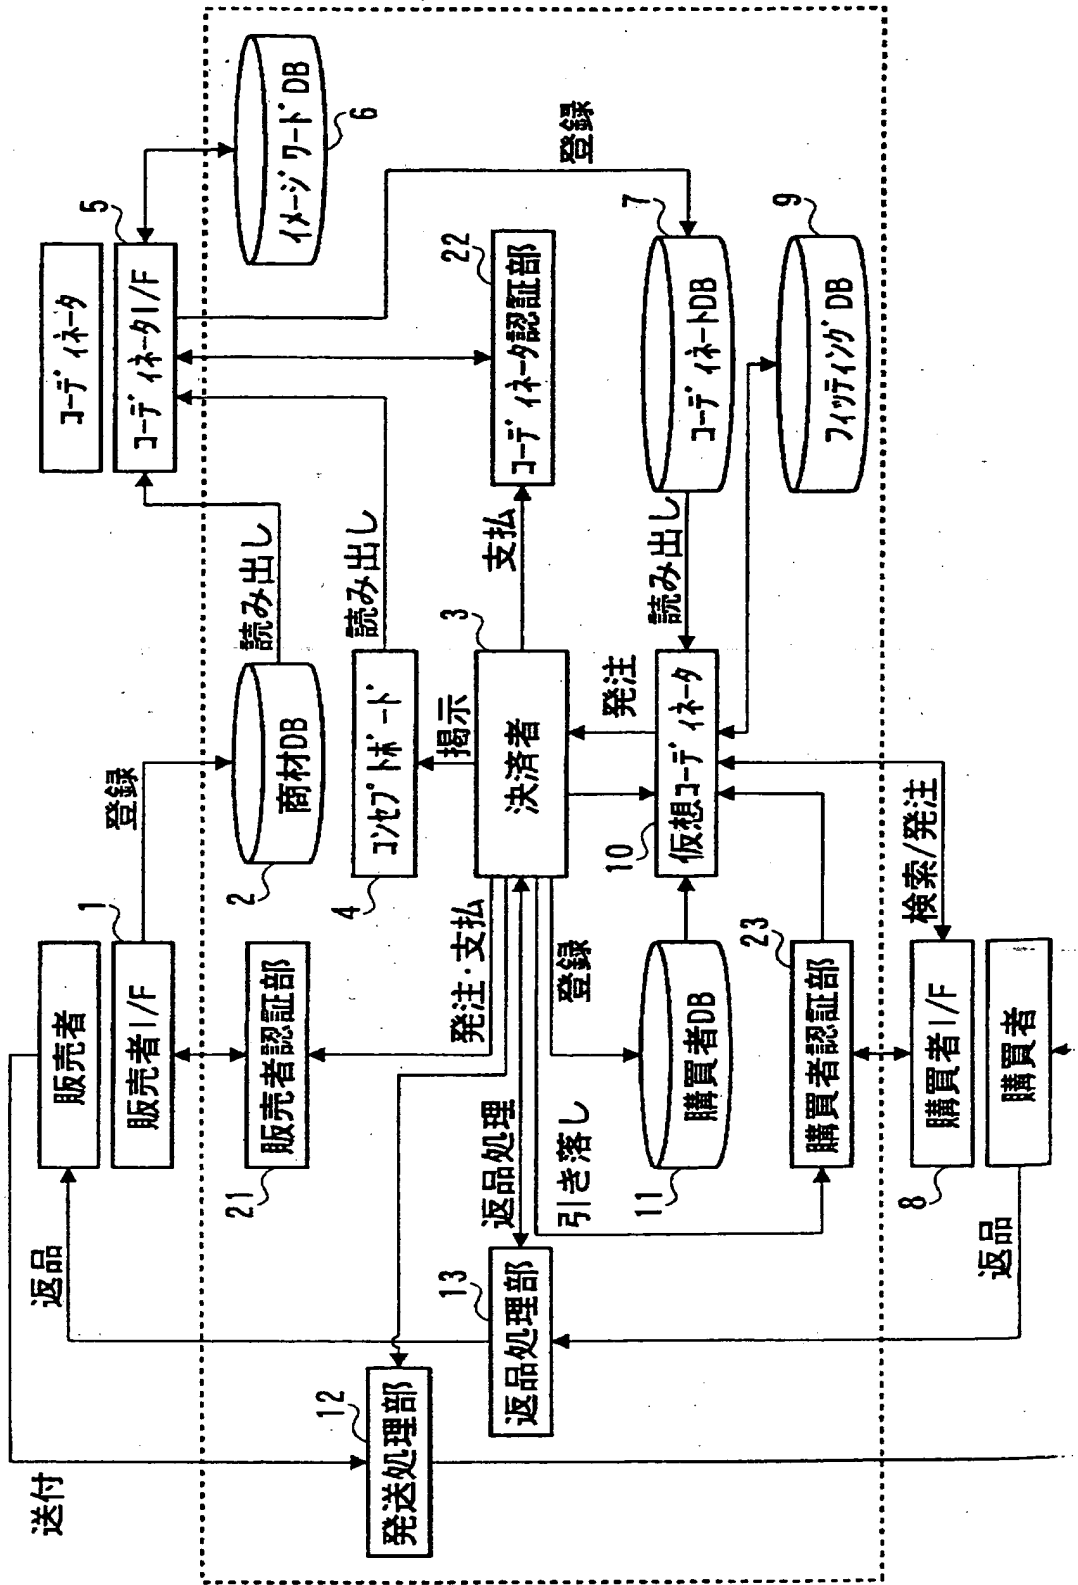 送付
返品
販売者
販売者I/F
1
登録
コーディネータ
コーディネータI/F
5
販売者認証部
21
商材DB
2
読み出し
イメージワードDB
6
発送処理部
12
発注・支払
コンセプトボード
4
読み出し
掲示
返品処理部
13
返品処理
決済者
3
支払
コーディネータ認証部
22
登録
引き落し
登録
発注
購買者DB
11
仮想コーディネータ
10
読み出し
コーディネートDB
7
購買者認証部
23
フィッティングDB
9
検索/発注
購買者I/F
8
購買者
返品